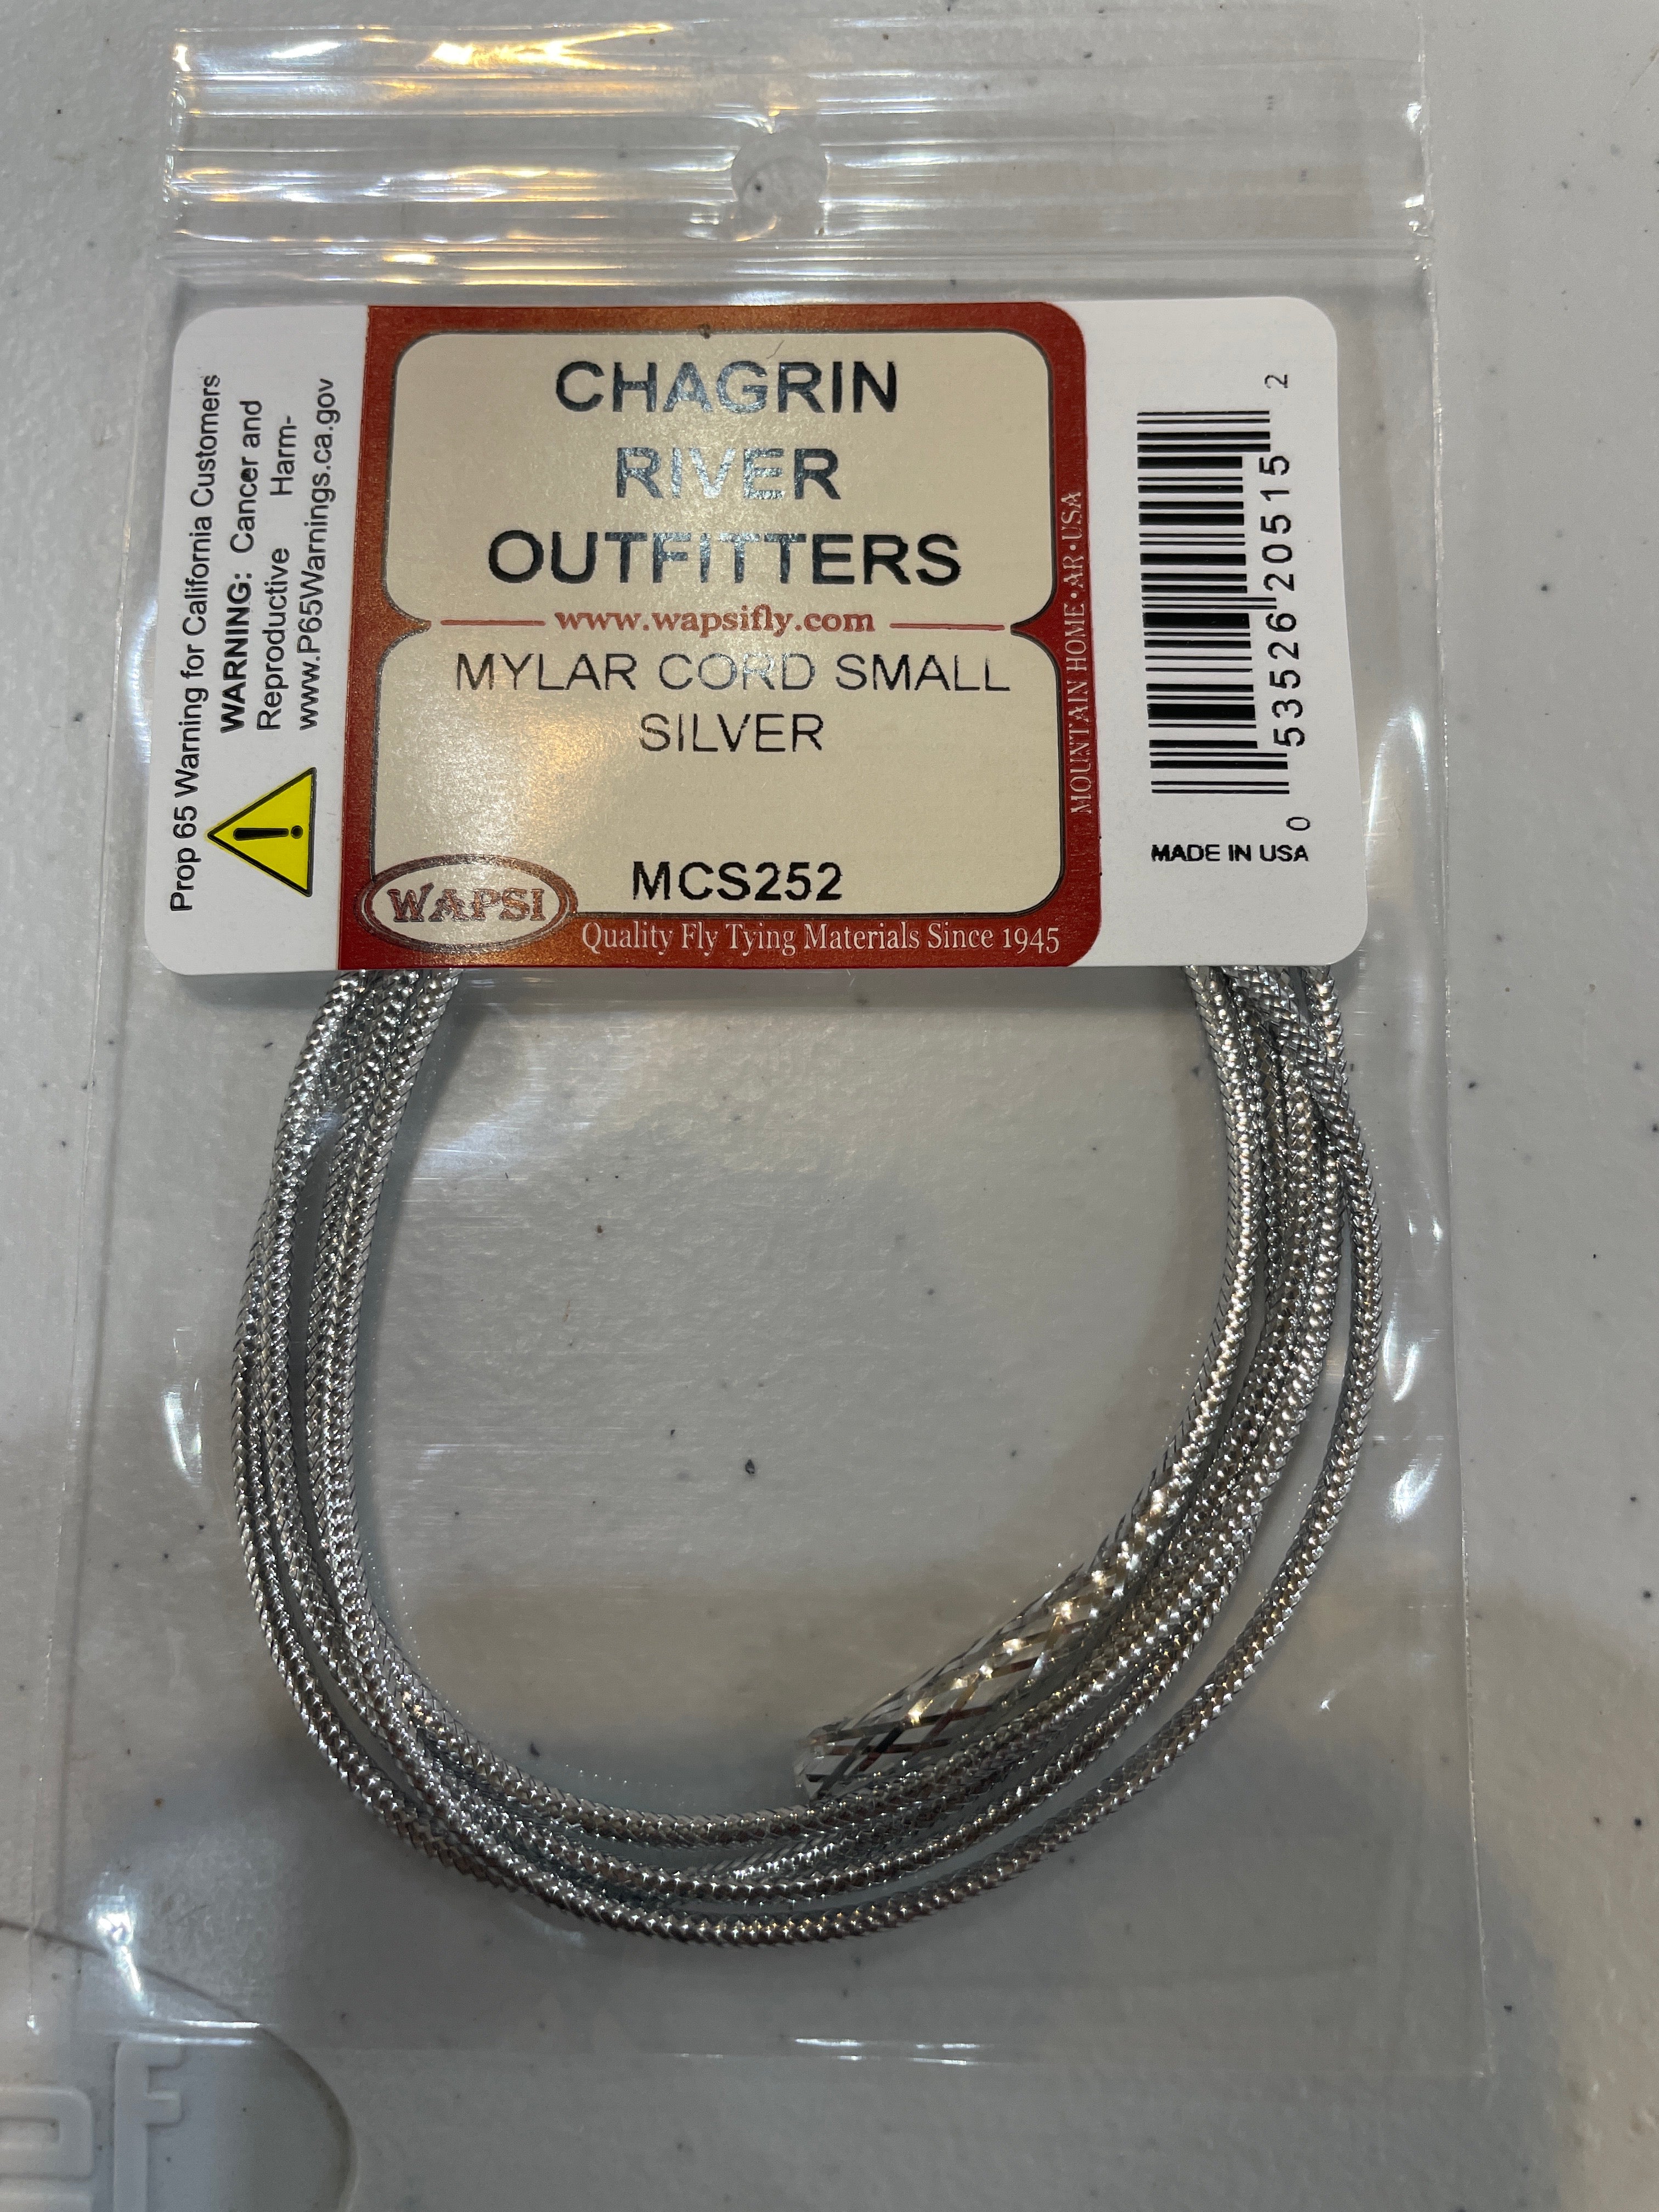 Prop 65 Warning for California Customers
WARNING: Cancer and
Reproductive Harm-
www.P65Warnings.ca.gov
CHAGRIN
RIVER
OUTFITTERS
www.wapsifly.com
MYLAR CORD SMALL
SILVER
MCS252
WAPSI
Quality Fly Tying Materials Since 1945
MOUNTAIN HOME•AR•USA
0 53526 20515 2
MADE IN USA